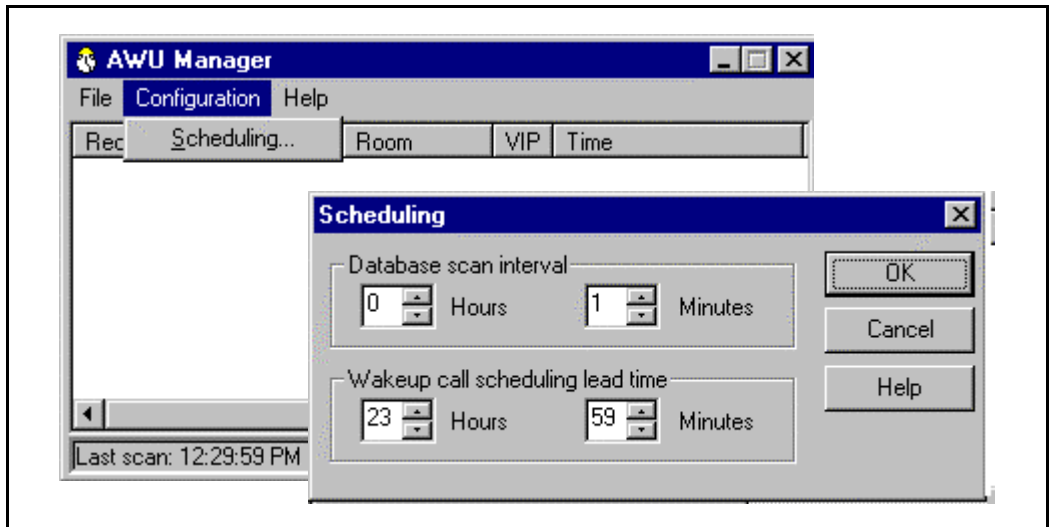 AWU Manager
File Configuration Help
Scheduling...
Rec Room VIP Time
Scheduling
Database scan interval
0 Hours 1 Minutes
Wakeup call scheduling lead time
23 Hours 59 Minutes
OK
Cancel
Help
Last scan: 12:29:59 PM